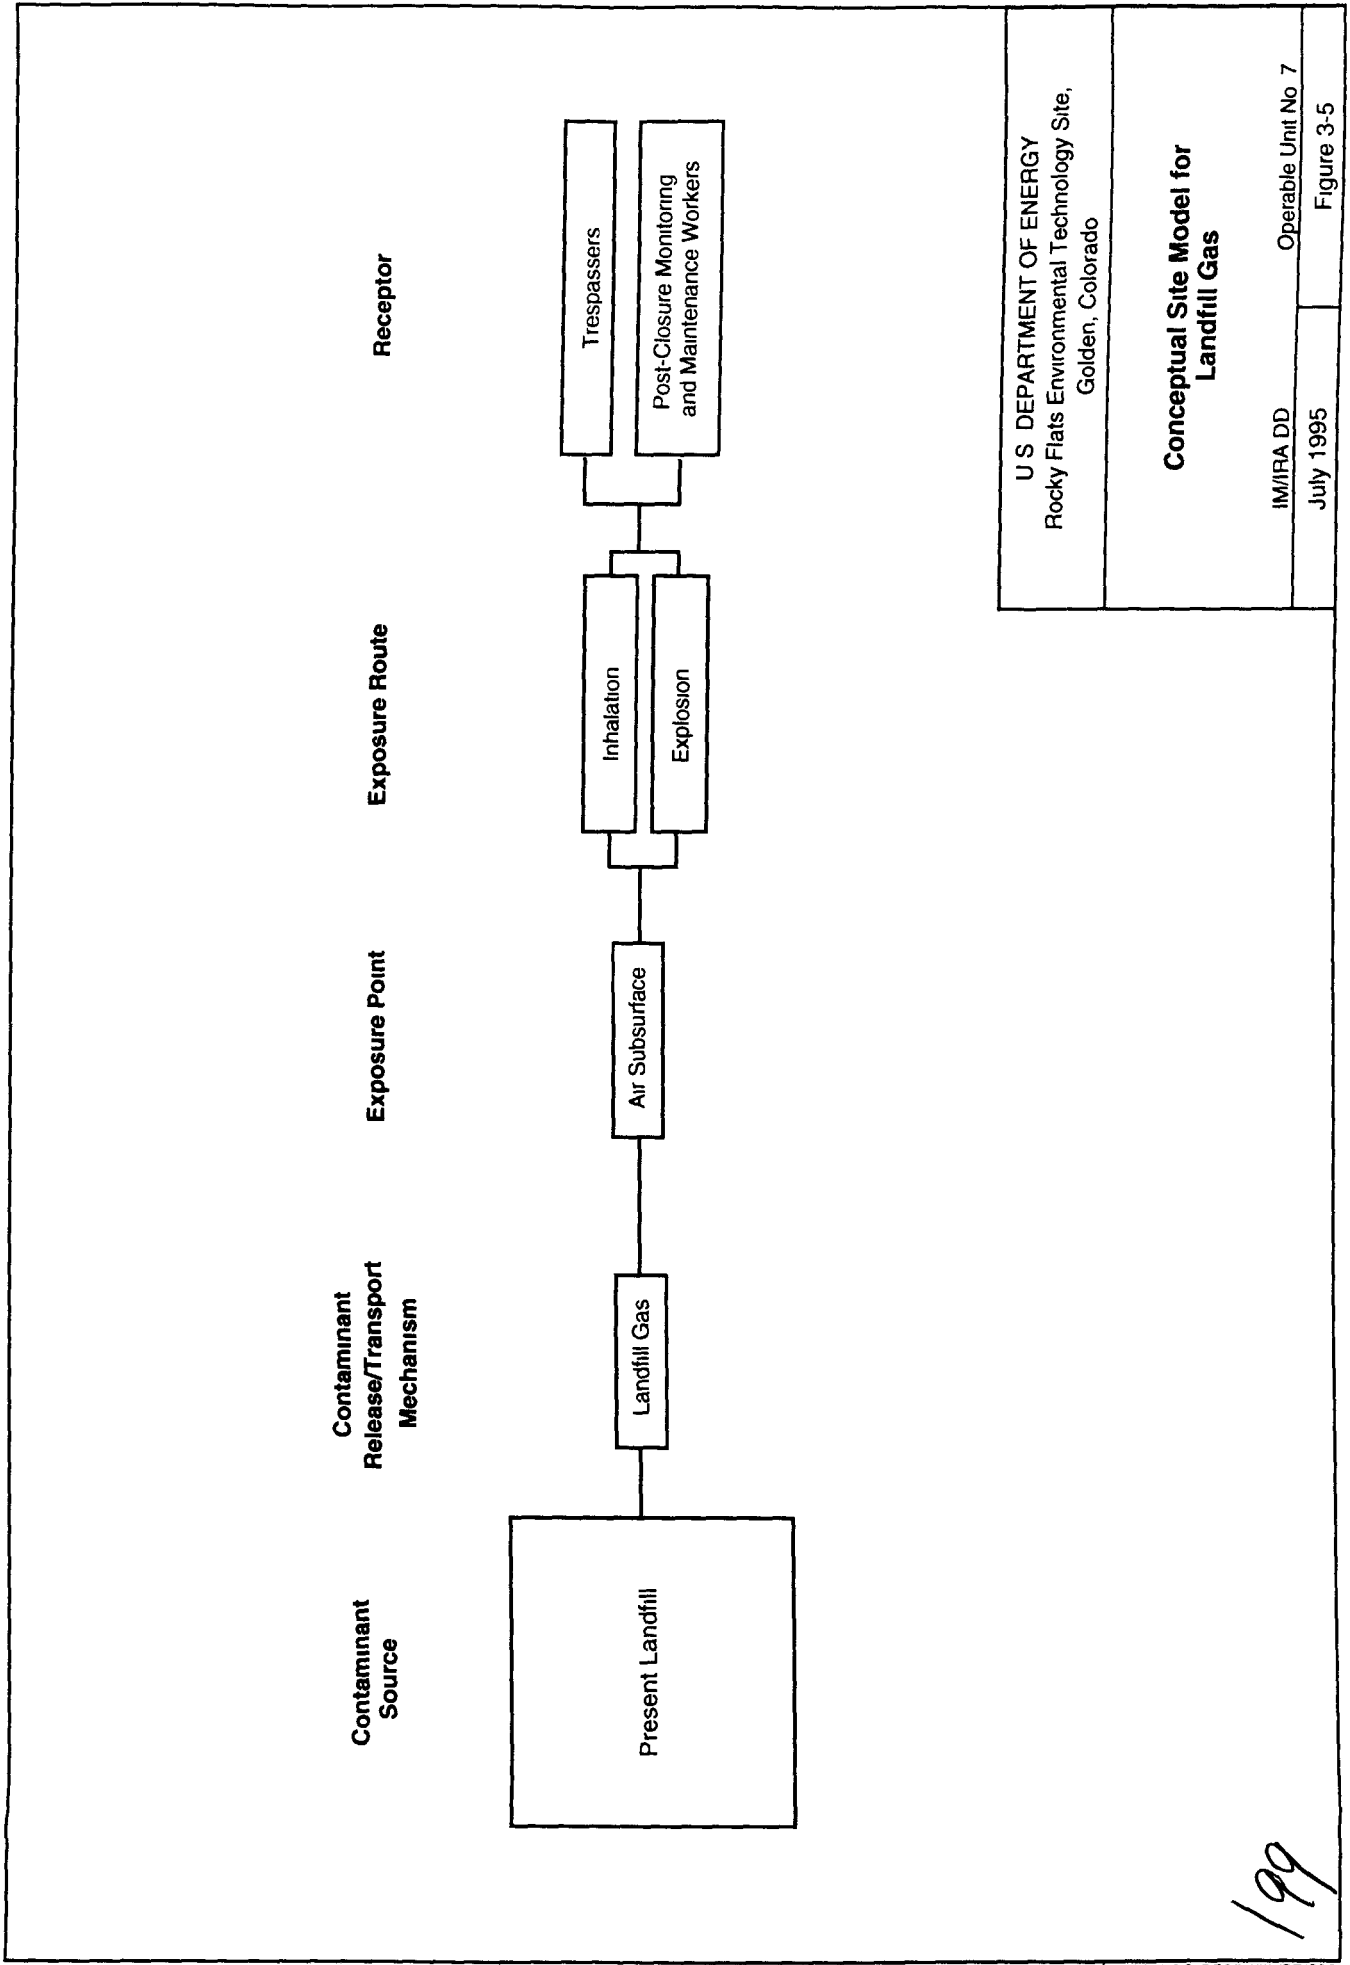 Contaminant
Source
Contaminant
Release/Transport
Mechanism
Exposure Point
Exposure Route
Receptor
Present Landfill
Landfill Gas
Air Subsurface
Inhalation
Explosion
Trespassers
Post-Closure Monitoring
and Maintenance Workers
U S DEPARTMENT OF ENERGY
Rocky Flats Environmental Technology Site,
Golden, Colorado
Conceptual Site Model for
Landfill Gas
IM/IRA DD Operable Unit No 7
July 1995 Figure 3-5
199